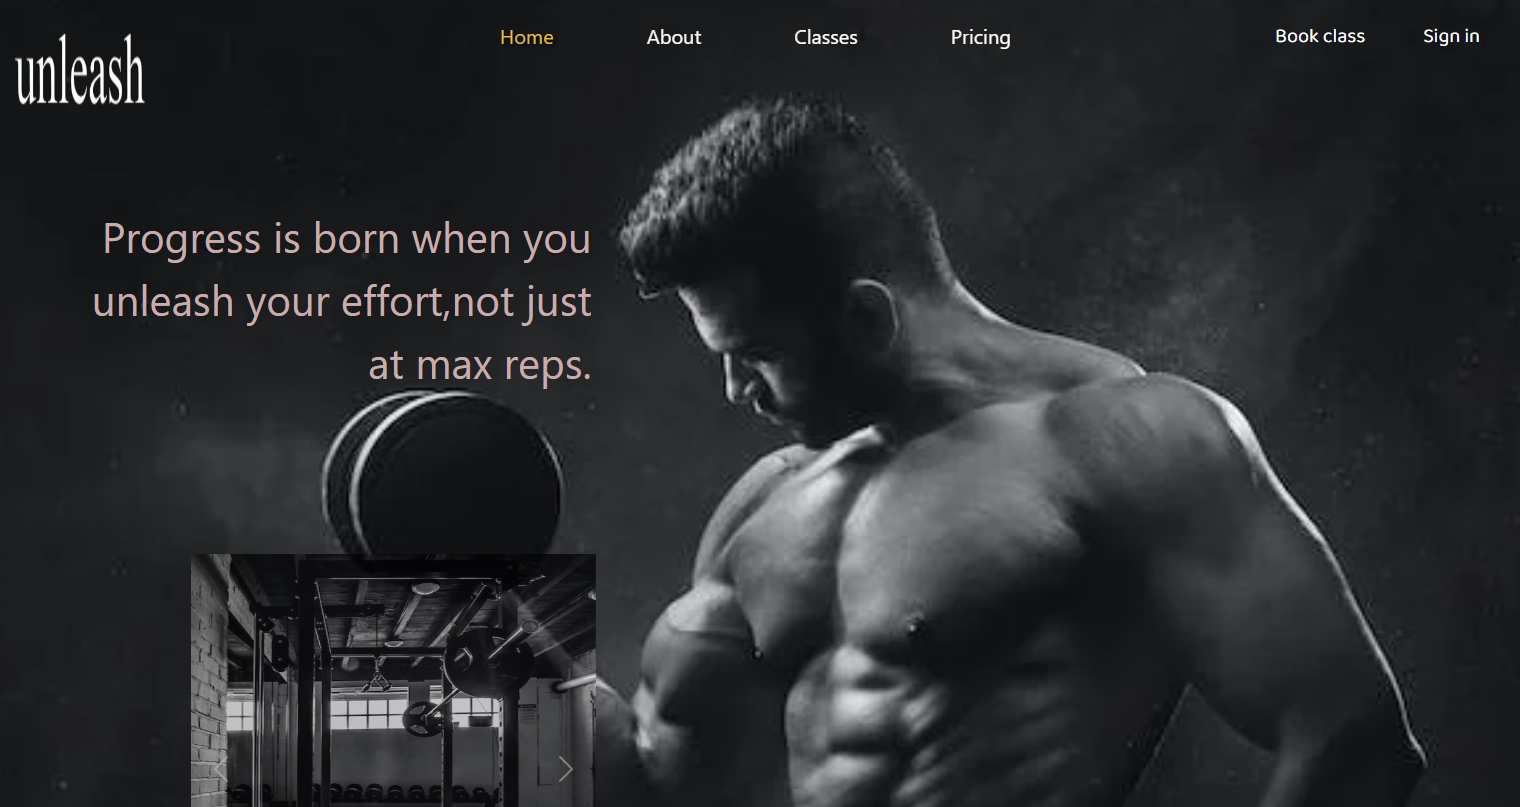 Home About Classes Pricing Book class Sign in
unleash
Progress is born when you
unleash your effort,not just
at max reps.